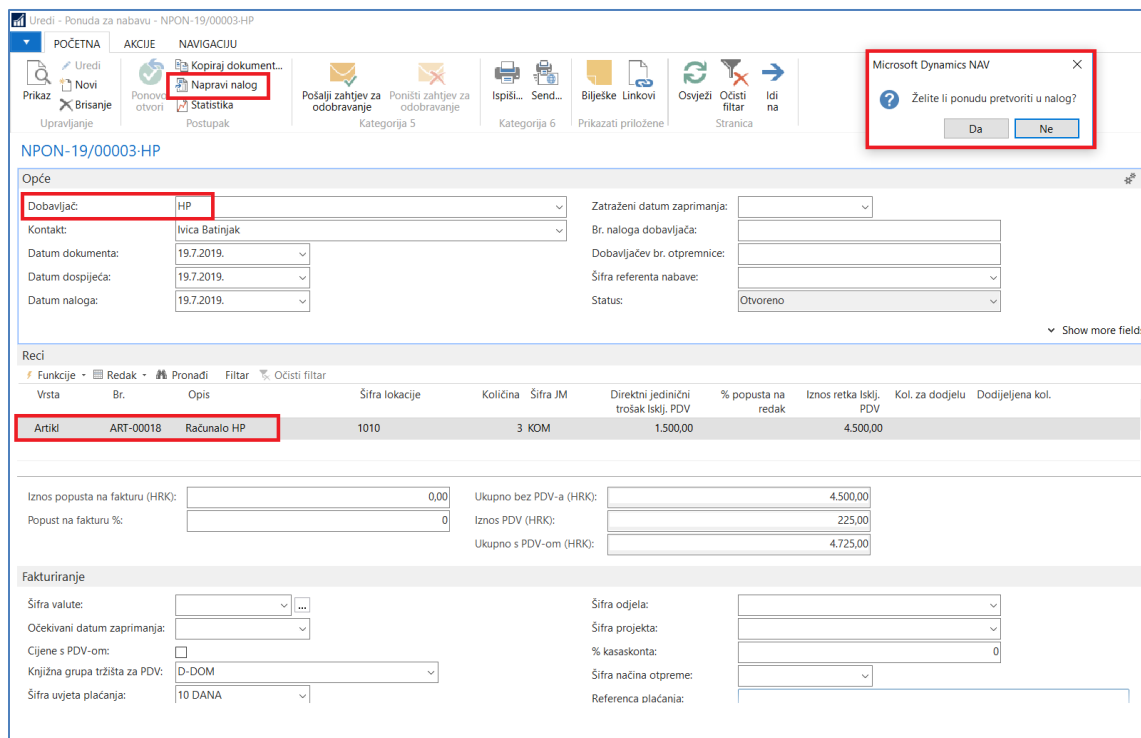 Uredi - Ponuda za nabavu - NPON-19/00003·HP
POČETNA AKCIJE NAVIGACIJU
Prikaz
Uredi
Novi
Brisanje
Upravljanje
Ponovo otvori
Kopiraj dokument...
Napravi nalog
Statistika
Postupak
Pošalji zahtjev za odobravanje
Poništi zahtjev za odobravanje
Kategorija 5
Ispiši... Send...
Kategorija 6
Bilješke Linkovi
Prikazati priložene
Osvježi
Očisti filtar
Idi na
Stranica
Microsoft Dynamics NAV
Želite li ponudu pretvoriti u nalog?
Da Ne
NPON-19/00003·HP
Opće
Dobavljač: HP
Kontakt: Ivica Batinjak
Datum dokumenta: 19.7.2019.
Datum dospijeća: 19.7.2019.
Datum naloga: 19.7.2019.
Zatraženi datum zaprimanja:
Br. naloga dobavljača:
Dobavljačev br. otpremnice:
Šifra referenta nabave:
Status: Otvoreno
Show more fields
Reci
Funkcije Redak Pronađi Filtar Očisti filtar
Vrsta Br. Opis Šifra lokacije Količina Šifra JM Direktni jedinični trošak Isklj. PDV % popusta na redak Iznos retka Isklj. PDV Kol. za dodjelu Dodijeljena kol.
Artikl ART-00018 Računalo HP 1010 3 KOM 1.500,00 4.500,00
Iznos popusta na fakturu (HRK): 0,00
Popust na fakturu %: 0
Ukupno bez PDV-a (HRK): 4.500,00
Iznos PDV (HRK): 225,00
Ukupno s PDV-om (HRK): 4.725,00
Fakturiranje
Šifra valute: ...
Očekivani datum zaprimanja:
Cijene s PDV-om:
Knjižna grupa tržišta za PDV: D-DOM
Šifra uvjeta plaćanja: 10 DANA
Šifra odjela:
Šifra projekta:
% kasaskonta: 0
Šifra načina otpreme:
Referenca plaćanja: